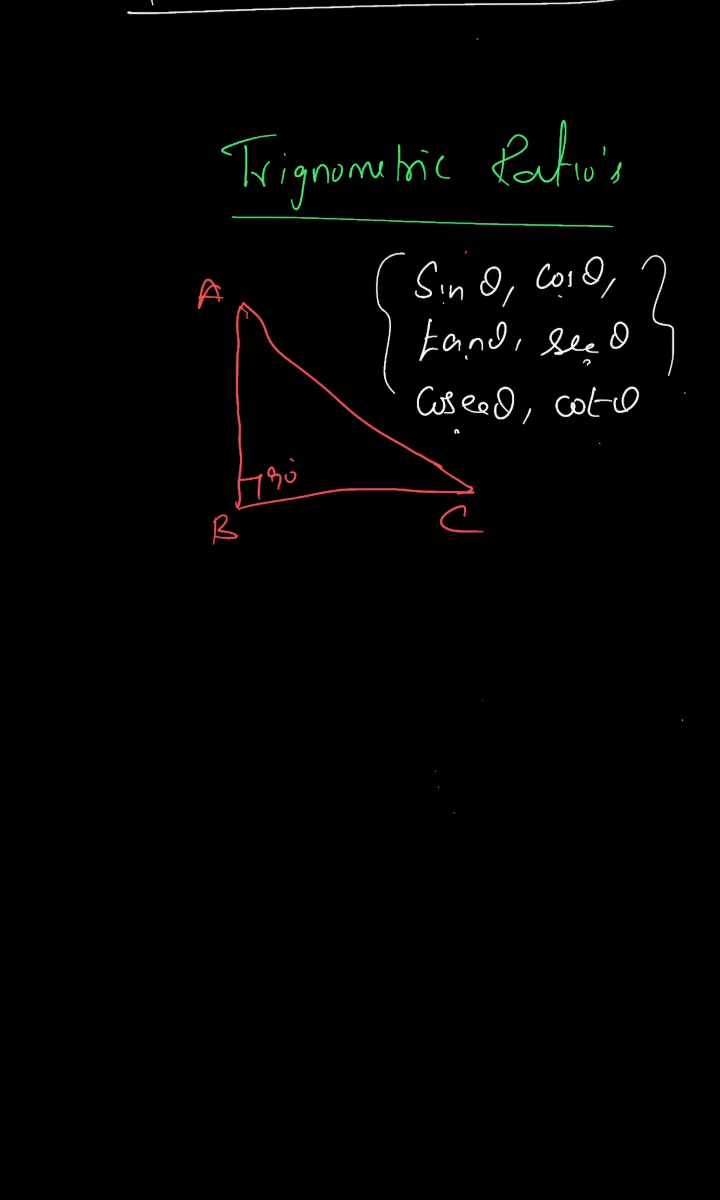 Trignometric Ratio's
A
{ Sin θ, cos θ, }
tan θ, sec θ
Cosec θ, cot θ
90°
B
C